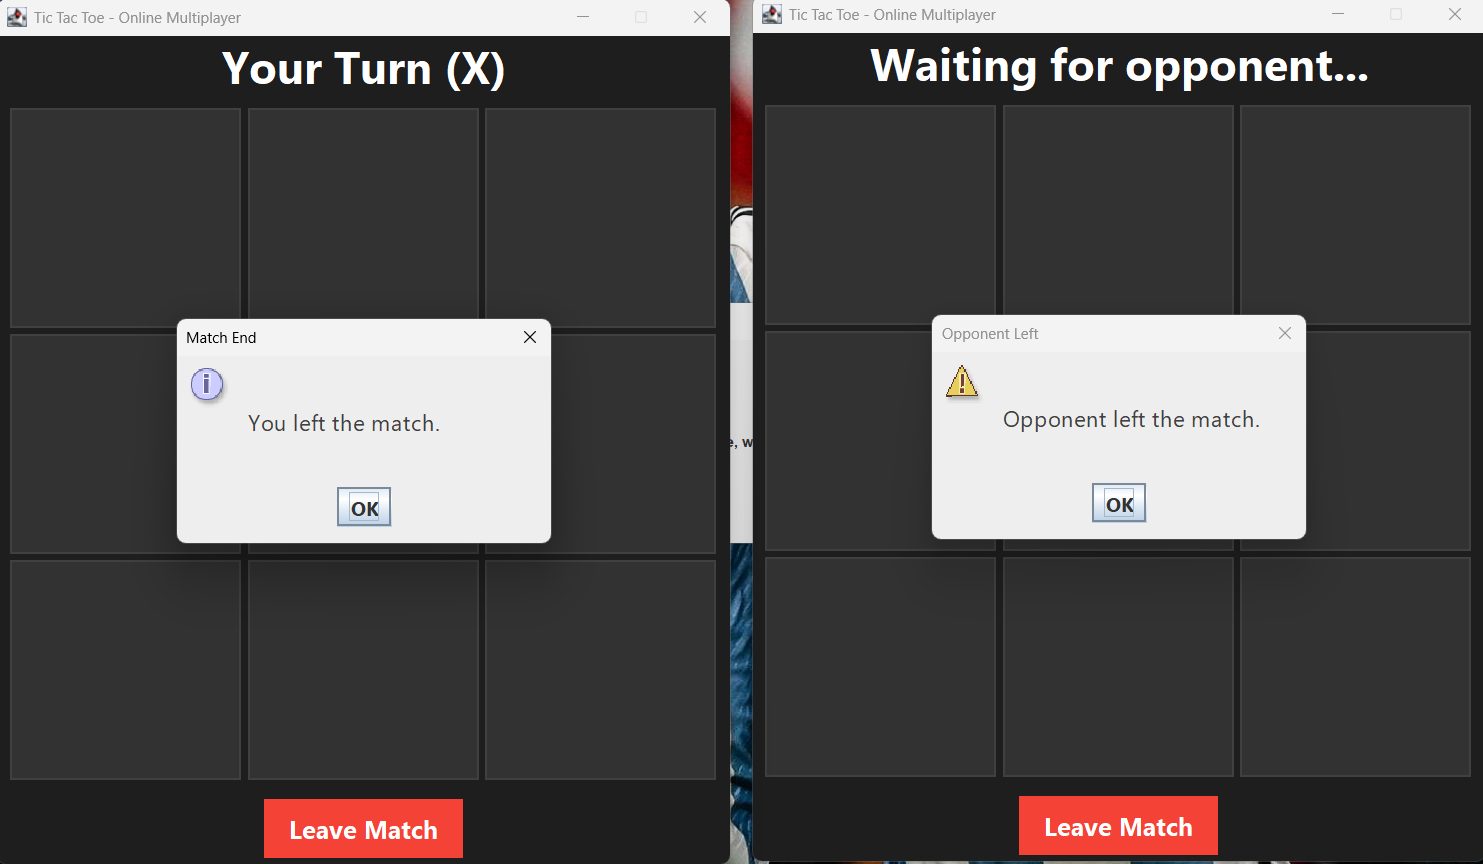 Tic Tac Toe - Online Multiplayer
Your Turn (X)
Match End
You left the match.
OK
Leave Match
e, w
Tic Tac Toe - Online Multiplayer
Waiting for opponent...
Opponent Left
Opponent left the match.
OK
Leave Match